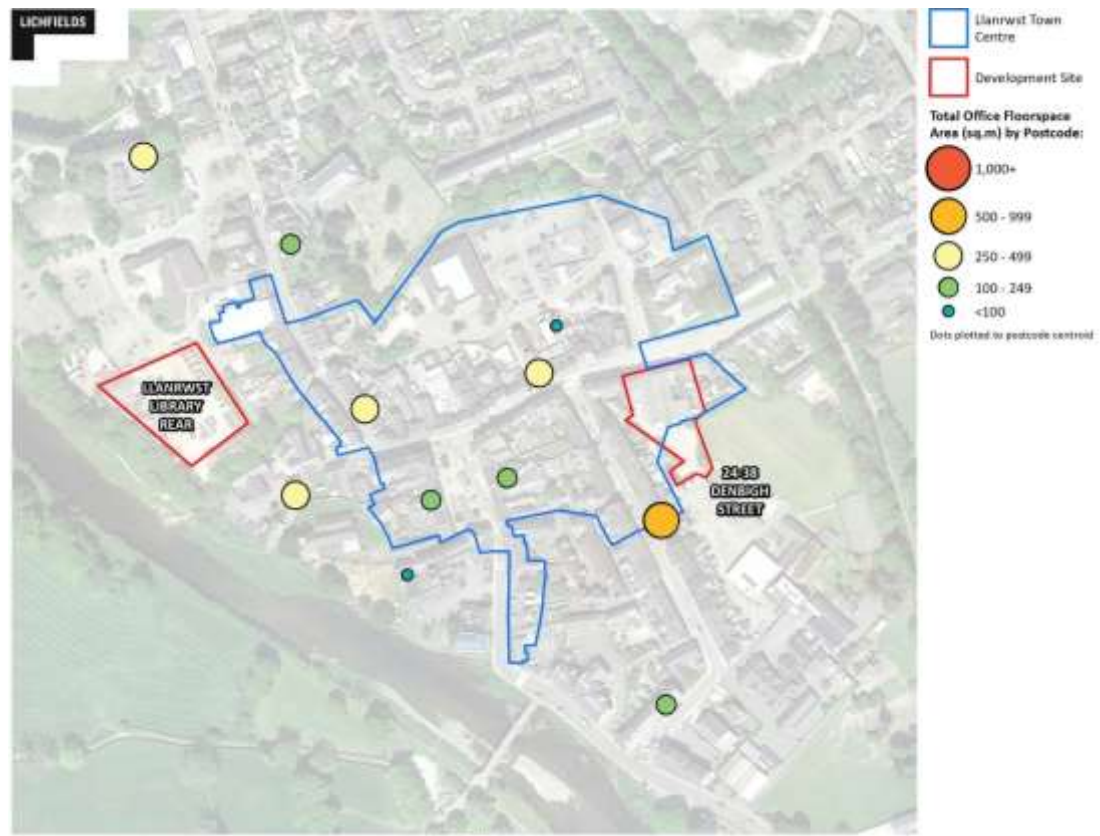 LICHFIELDS
Llanrwst Town
Centre
Development Site
Total Office Floorspace
Area (sq.m) by Postcode:
1,000+
500 - 999
250 - 499
100 - 249
<100
Dots plotted to postcode centroid
LLANRWST
LIBRARY
REAR
24-38
DENBIGH
STREET